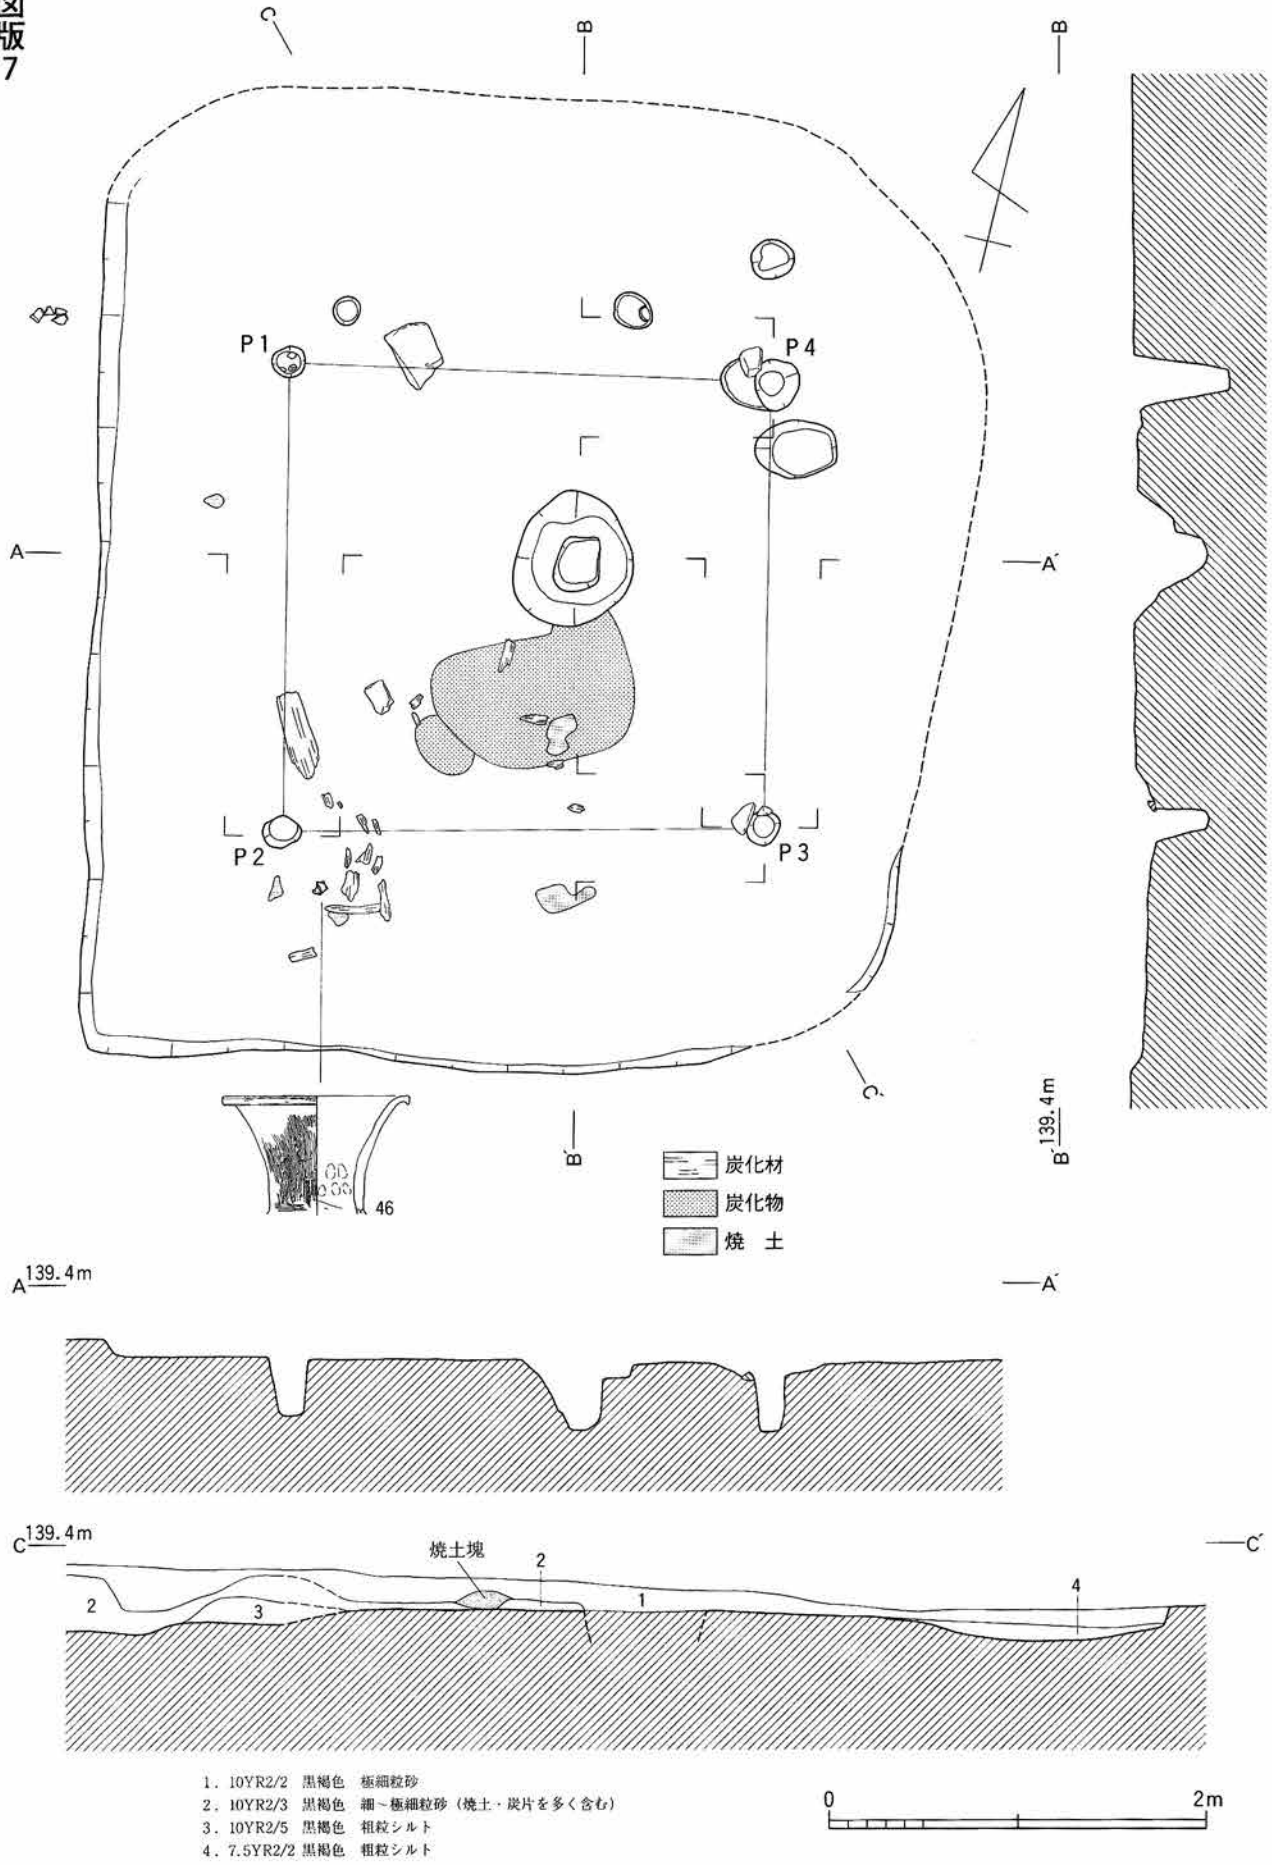 図版 7
C
B
B
P1
P4
A
A´
P2
P3
C´
B´
B´ 139.4m
46
炭化材
炭化物
焼 土
A 139.4m
A´
C 139.4m
C´
焼土塊
2
4
2
3
1
1. 10YR2/2 黒褐色 極細粒砂
2. 10YR2/3 黒褐色 細~極細粒砂 (焼土・炭片を多く含む)
3. 10YR2/5 黒褐色 粗粒シルト
4. 7.5YR2/2 黒褐色 粗粒シルト
0
2m